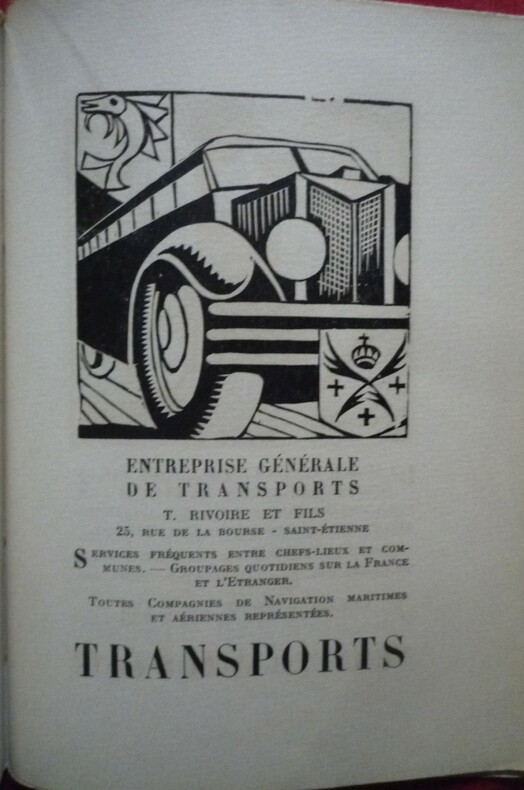 ENTREPRISE GÉNÉRALE
DE TRANSPORTS
T. RIVOIRE ET FILS
25, RUE DE LA BOURSE - SAINT-ÉTIENNE
SERVICES FRÉQUENTS ENTRE CHEFS-LIEUX ET COM-
MUNES. — GROUPAGES QUOTIDIENS SUR LA FRANCE
ET L'ETRANGER.
TOUTES COMPAGNIES DE NAVIGATION MARITIMES
ET AÉRIENNES REPRÉSENTÉES.
TRANSPORTS